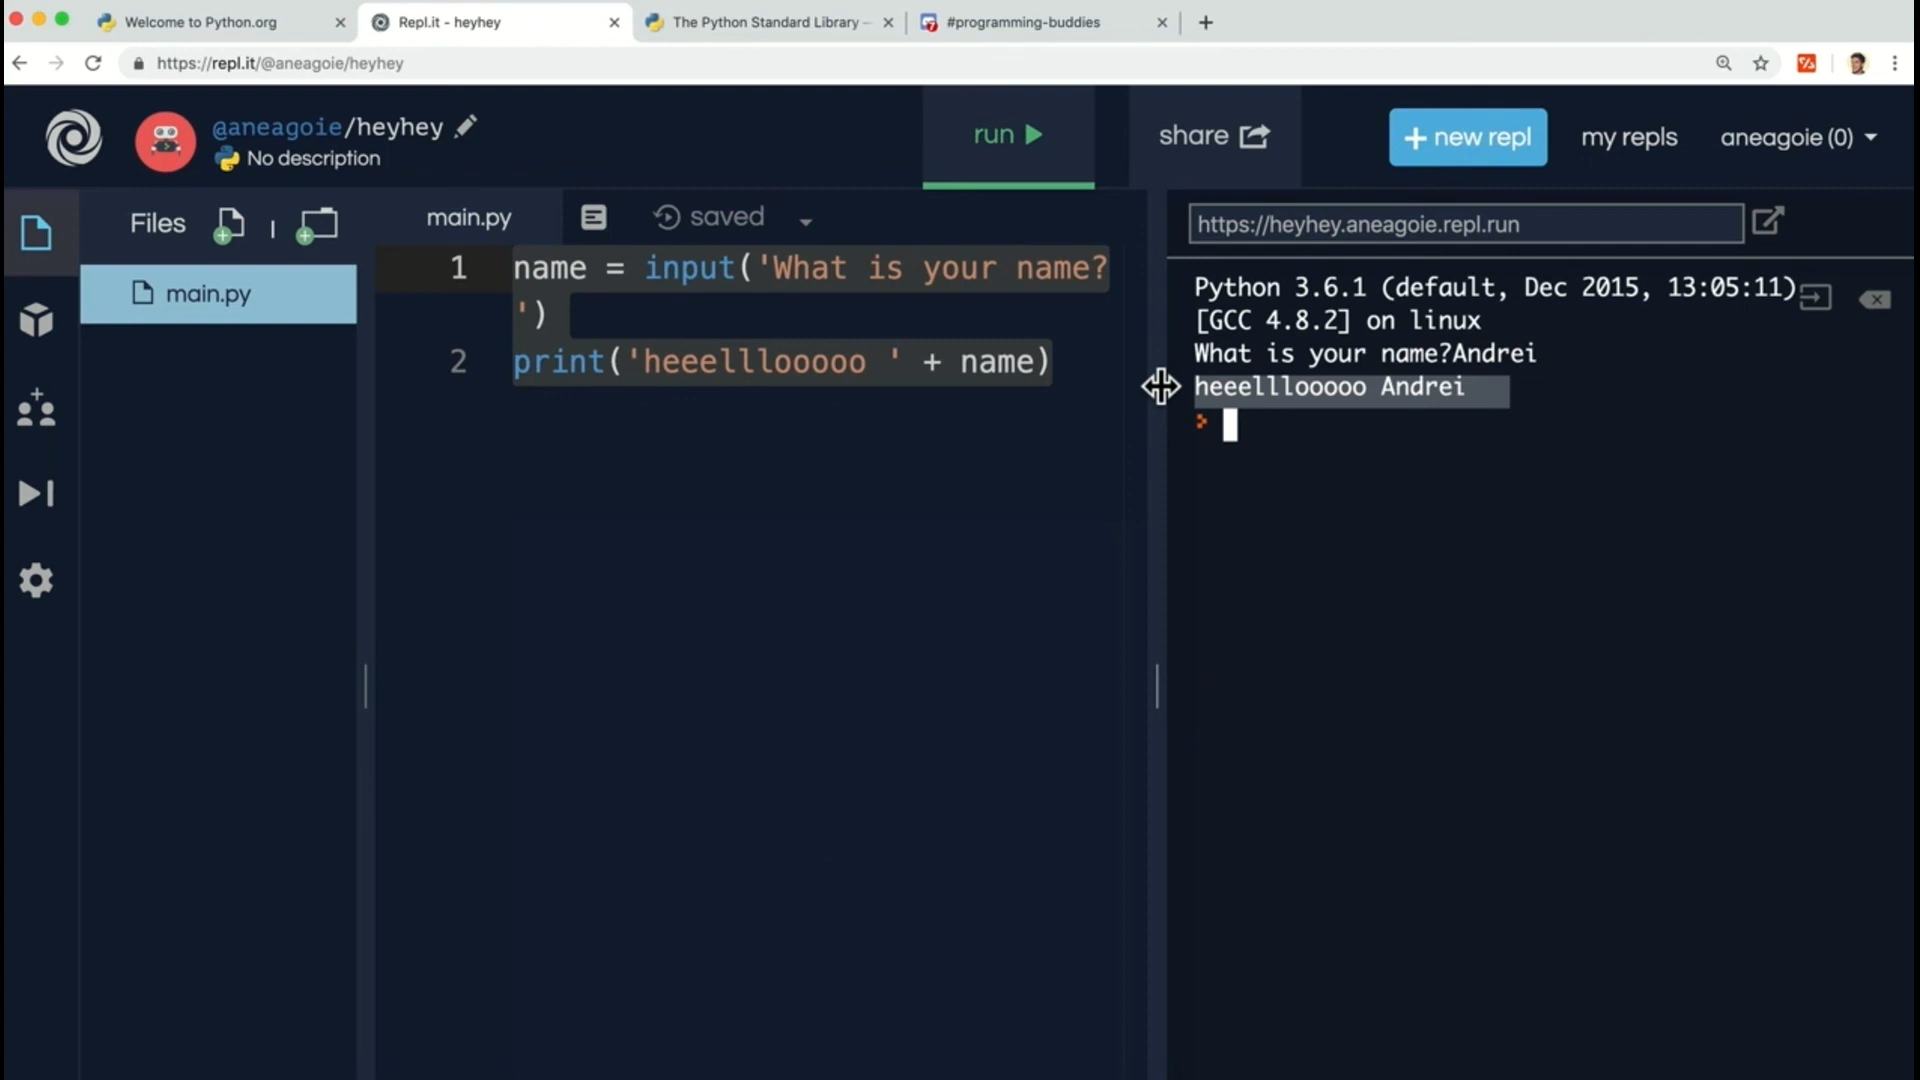 Welcome to Python.org
Repl.it - heyhey
The Python Standard Library –
#programming-buddies
https://repl.it/@aneagoie/heyhey
@aneagoie/heyhey
No description
run
share
+ new repl
my repls
aneagoie (0)
Files
main.py
saved
https://heyhey.aneagoie.repl.run
main.py
1 name = input('What is your name?
')
2 print('heeelllooooo ' + name)
Python 3.6.1 (default, Dec 2015, 13:05:11)
[GCC 4.8.2] on linux
What is your name?Andrei
heeelllooooo Andrei